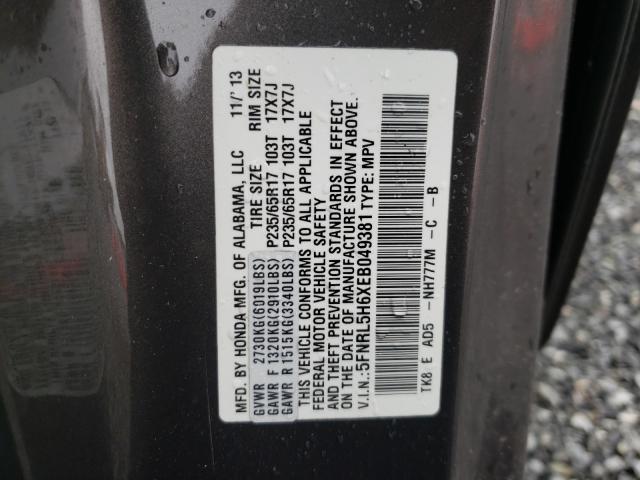 MFD. BY HONDA MFG. OF ALABAMA, LLC 11/'13
TIRE SIZE RIM SIZE
GVWR 2730KG(6019LBS)
GAWR F 1320KG(2910LBS) P235/65R17 103T 17X7J
GAWR R 1515KG(3340LBS) P235/65R17 103T 17X7J
THIS VEHICLE CONFORMS TO ALL APPLICABLE
FEDERAL MOTOR VEHICLE SAFETY
AND THEFT PREVENTION STANDARDS IN EFFECT
ON THE DATE OF MANUFACTURE SHOWN ABOVE.
V.I.N.:5FNRL5H6XEB049381 TYPE: MPV
TK8 E AD5 -NH777M -C -B